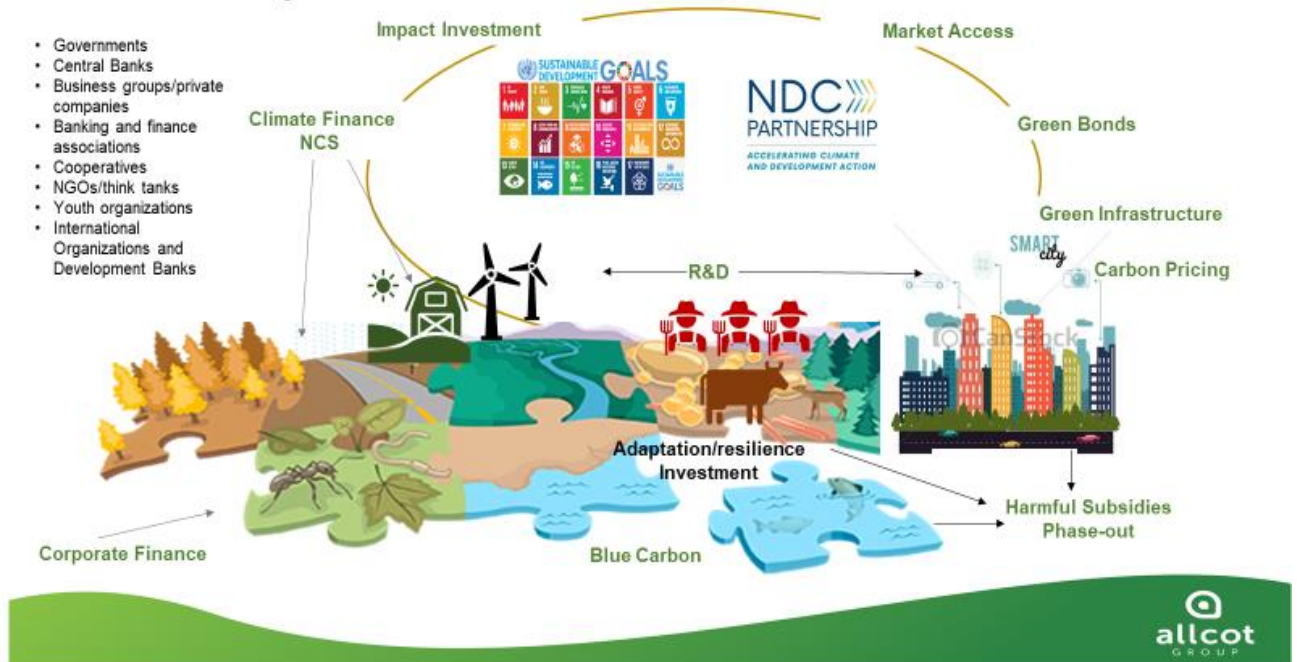 Impact Investment
Market Access
• Governments
• Central Banks
• Business groups/private
companies
• Banking and finance
associations
• Cooperatives
• NGOs/think tanks
• Youth organizations
• International
Organizations and
Development Banks
Climate Finance
NCS
SUSTAINABLE
DEVELOPMENT
GOALS
NDC
PARTNERSHIP
ACCELERATING CLIMATE
AND DEVELOPMENT ACTION
Green Bonds
Green Infrastructure
SMART
city
Carbon Pricing
R&D
CanStock
Adaptation/resilience
Investment
Harmful Subsidies
Phase-out
Corporate Finance
Blue Carbon
allcot
GROUP